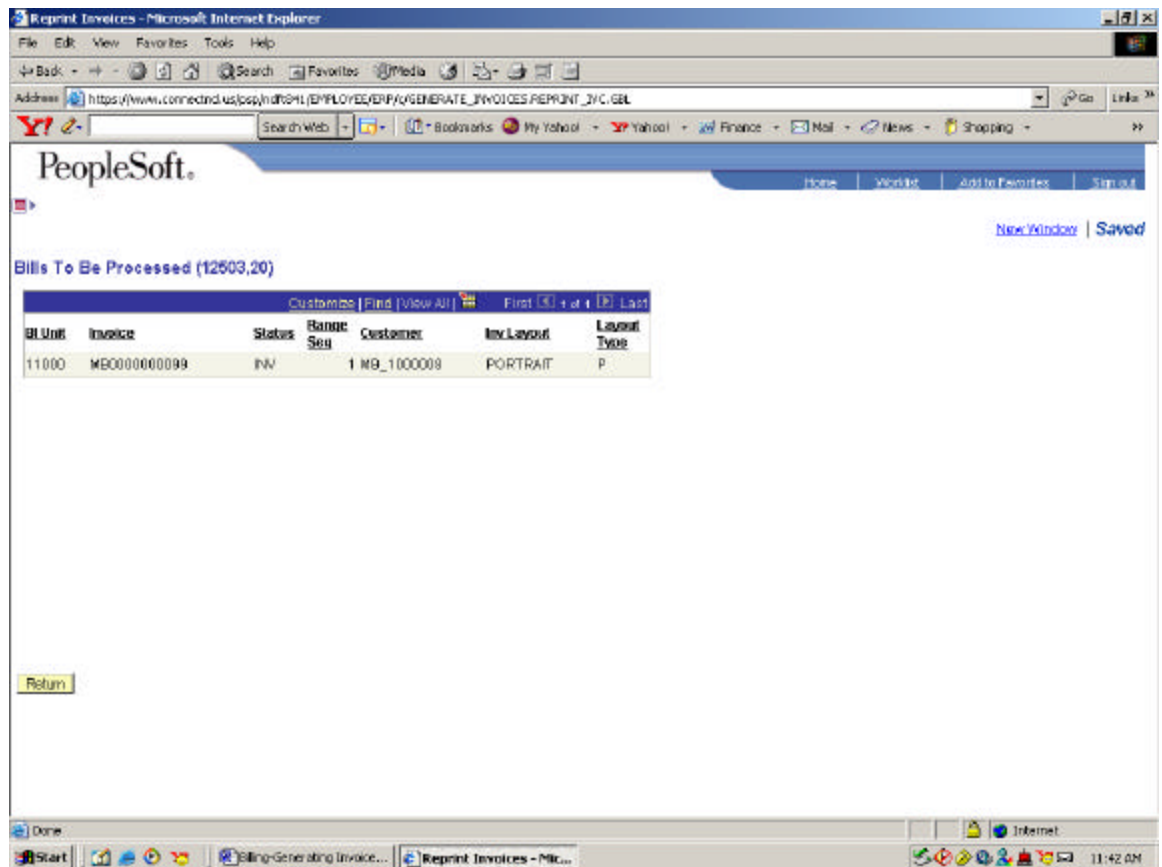 Reprint Invoices - Microsoft Internet Explorer
File Edit View Favorites Tools Help
Back Search Favorites Media
Address https://www.connectnd.us/psp/ndft841/EMPLOYEE/ERP/c/GENERATE_INVOICES.REPRINT_IVC.GBL Go Links »
Y! Search Web Bookmarks My Yahoo! Yahoo! Finance Mail News Shopping »
PeopleSoft.
Home Worklist Add to Favorites Sign out
New Window | Saved
Bills To Be Processed (12503,20)
Customize | Find | View All | First 1 of 1 Last
BI Unit Invoice Status Range Seq Customer Inv Layout Layout Type
11000 MB0000000099 INV 1 MB_1000009 PORTRAIT P
Return
Done Internet
Start Billing-Generating Invoice... Reprint Invoices - Mic... 11:42 AM